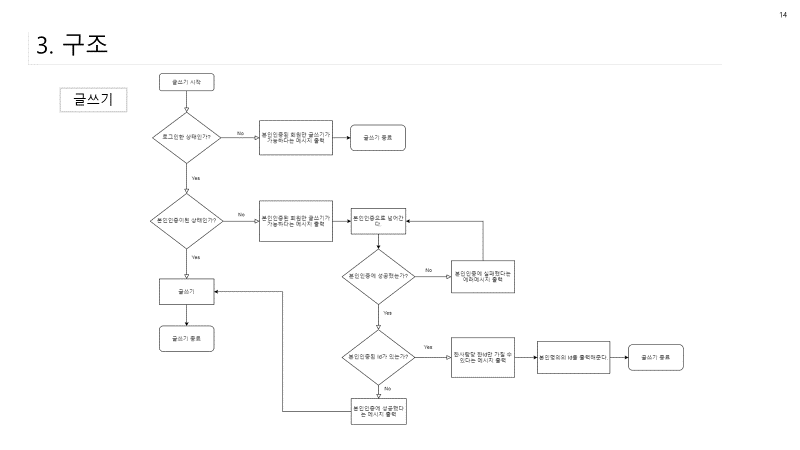 14
3. 구조
글쓰기
글쓰기 시작
로그인한 상태인가?
No
본인인증된 회원만 글쓰기가
가능하다는 메시지 출력
글쓰기 종료
Yes
본인인증이된 상태인가?
No
본인인증된 회원만 글쓰기가
가능하다는 메시지 출력
본인인증으로 넘어간
다.
Yes
본인인증에 성공했는가?
No
본인인증에 실패했다는
에러메시지 출력
글쓰기
Yes
글쓰기 종료
본인인증된 Id가 있는가?
Yes
한사람당 한Id만 가질 수
있다는 메시지 출력
본인명의의 Id를 출력해준다.
글쓰기 종료
No
본인인증에 성공했다
는 메시지 출력